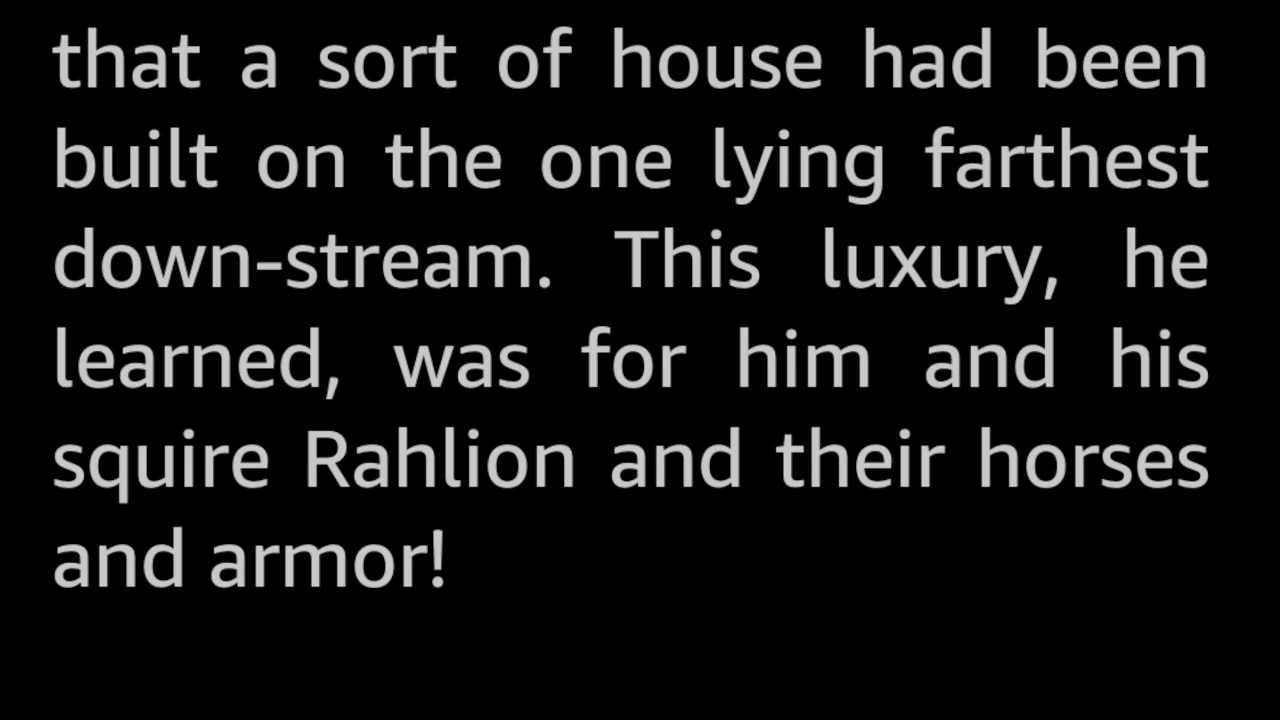 that a sort of house had been
built on the one lying farthest
down-stream. This luxury, he
learned, was for him and his
squire Rahlion and their horses
and armor!